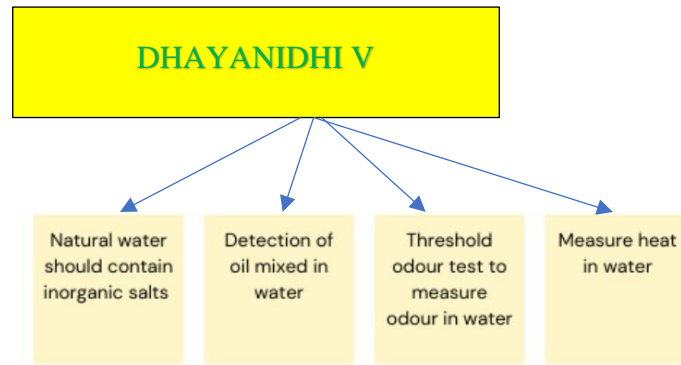 DHAYANIDHI V
Natural water
should contain
inorganic salts
Detection of
oil mixed in
water
Threshold
odour test to
measure
odour in water
Measure heat
in water